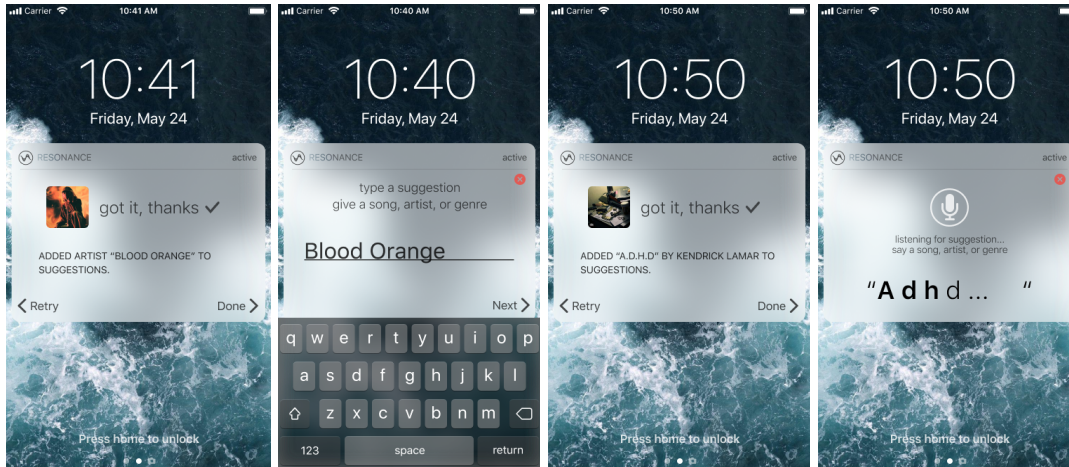 Carrier 10:41 AM
10:41
Friday, May 24
RESONANCE active
got it, thanks
ADDED ARTIST “BLOOD ORANGE” TO
SUGGESTIONS.
Retry Done
Press home to unlock
Carrier 10:40 AM
10:40
Friday, May 24
RESONANCE active
type a suggestion
give a song, artist, or genre
Blood Orange
Next
q w e r t y u i o p
a s d f g h j k l
z x c v b n m
123 space return
Carrier 10:50 AM
10:50
Friday, May 24
RESONANCE active
got it, thanks
ADDED “A.D.H.D” BY KENDRICK LAMAR TO
SUGGESTIONS.
Retry Done
Press home to unlock
Carrier 10:50 AM
10:50
Friday, May 24
RESONANCE active
listening for suggestion...
say a song, artist, or genre
“A d h d ... “
Press home to unlock